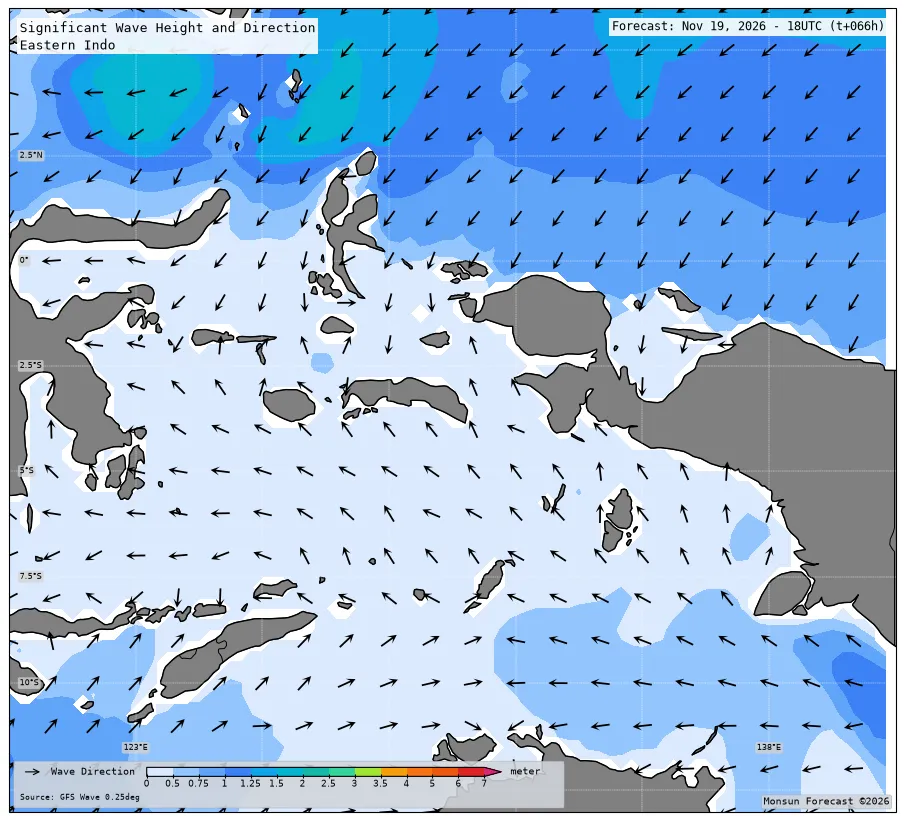 Significant Wave Height and Direction
Eastern Indo
Forecast: Nov 19, 2026 - 18UTC (t+066h)
2.5°N
0°
2.5°S
5°S
7.5°S
10°S
123°E
138°E
Wave Direction
meter
0 0.5 0.75 1 1.25 1.5 2 2.5 3 3.5 4 5 6 7
Source: GFS Wave 0.25deg
Monsun Forecast ©2026